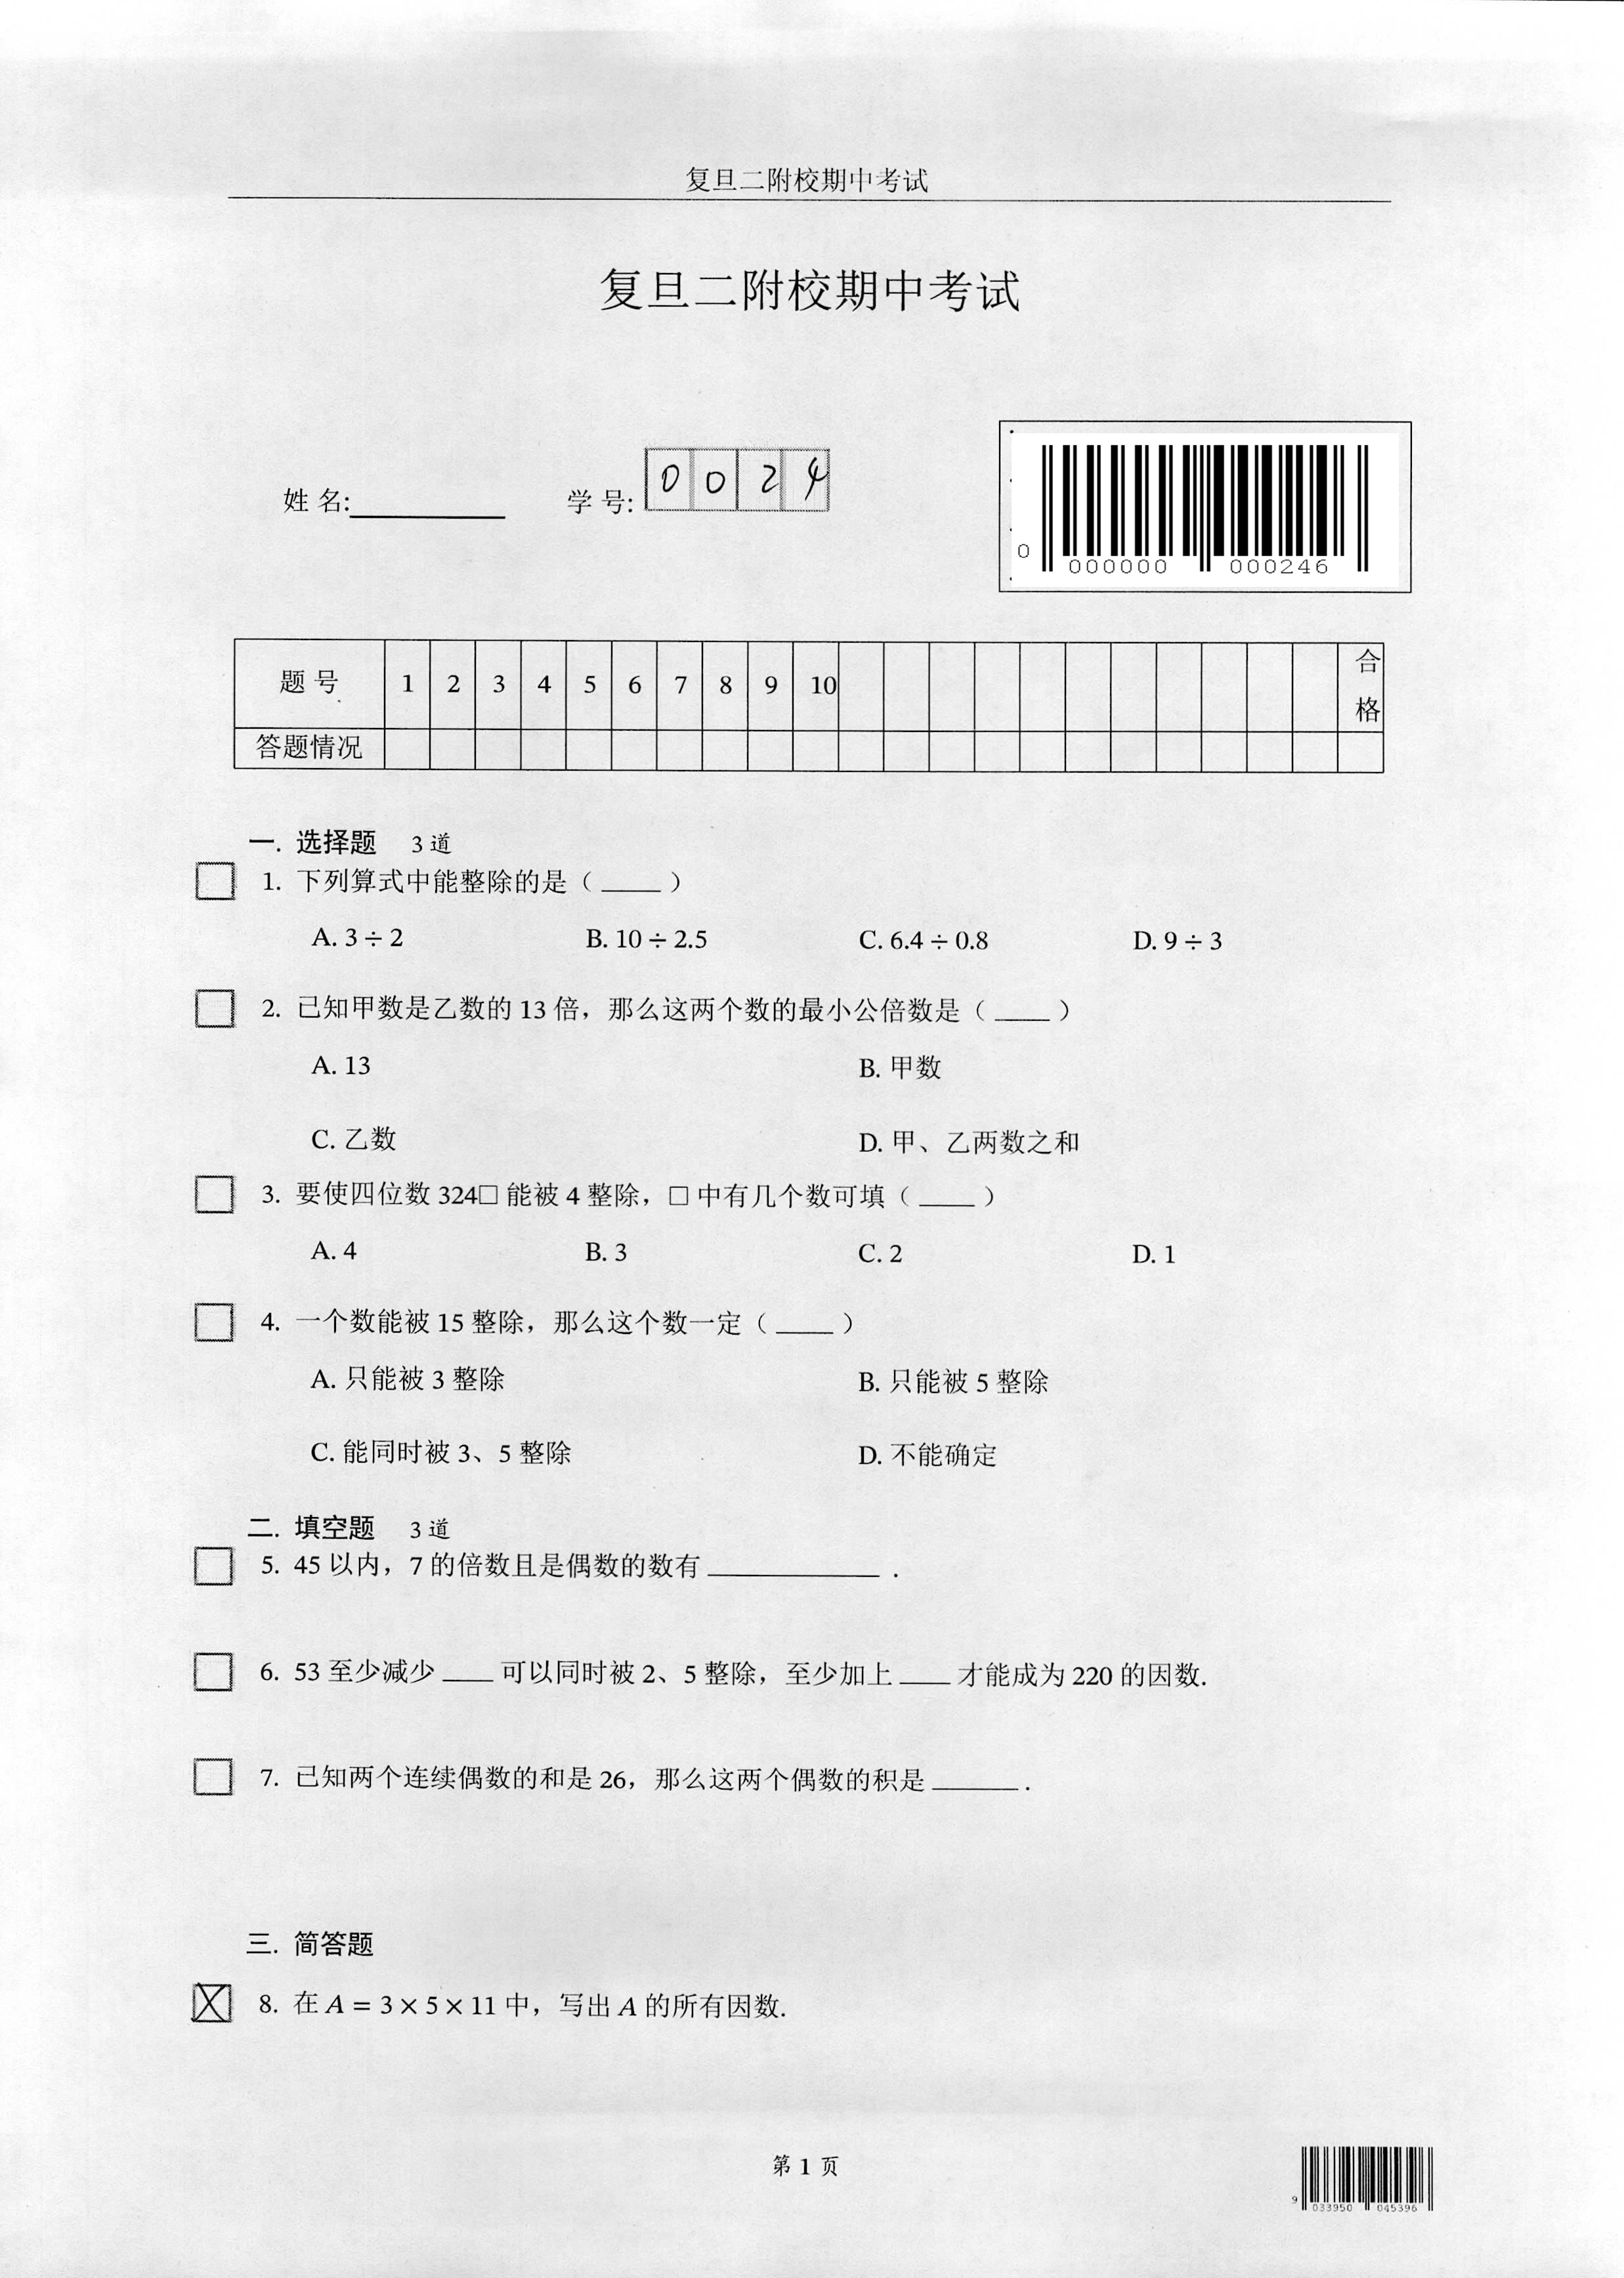 复旦二附校期中考试
复旦二附校期中考试
姓 名: 学 号: 0 0 2 4
0 000000 000246
题 号 1 2 3 4 5 6 7 8 9 10 合格
答题情况
一. 选择题 3 道
1. 下列算式中能整除的是（ ____ ）
A. 3 ÷ 2 B. 10 ÷ 2.5 C. 6.4 ÷ 0.8 D. 9 ÷ 3
2. 已知甲数是乙数的 13 倍，那么这两个数的最小公倍数是（ ____ ）
A. 13 B. 甲数
C. 乙数 D. 甲、乙两数之和
3. 要使四位数 324□ 能被 4 整除，□ 中有几个数可填（ ____ ）
A. 4 B. 3 C. 2 D. 1
4. 一个数能被 15 整除，那么这个数一定（ ____ ）
A. 只能被 3 整除 B. 只能被 5 整除
C. 能同时被 3、5 整除 D. 不能确定
二. 填空题 3 道
5. 45 以内，7 的倍数且是偶数的数有 ____________ .
6. 53 至少减少 ____ 可以同时被 2、5 整除，至少加上 ____ 才能成为 220 的因数.
7. 已知两个连续偶数的和是 26，那么这两个偶数的积是 ______ .
三. 简答题
8. 在 A = 3 × 5 × 11 中，写出 A 的所有因数.
第 1 页
9 033950 045396